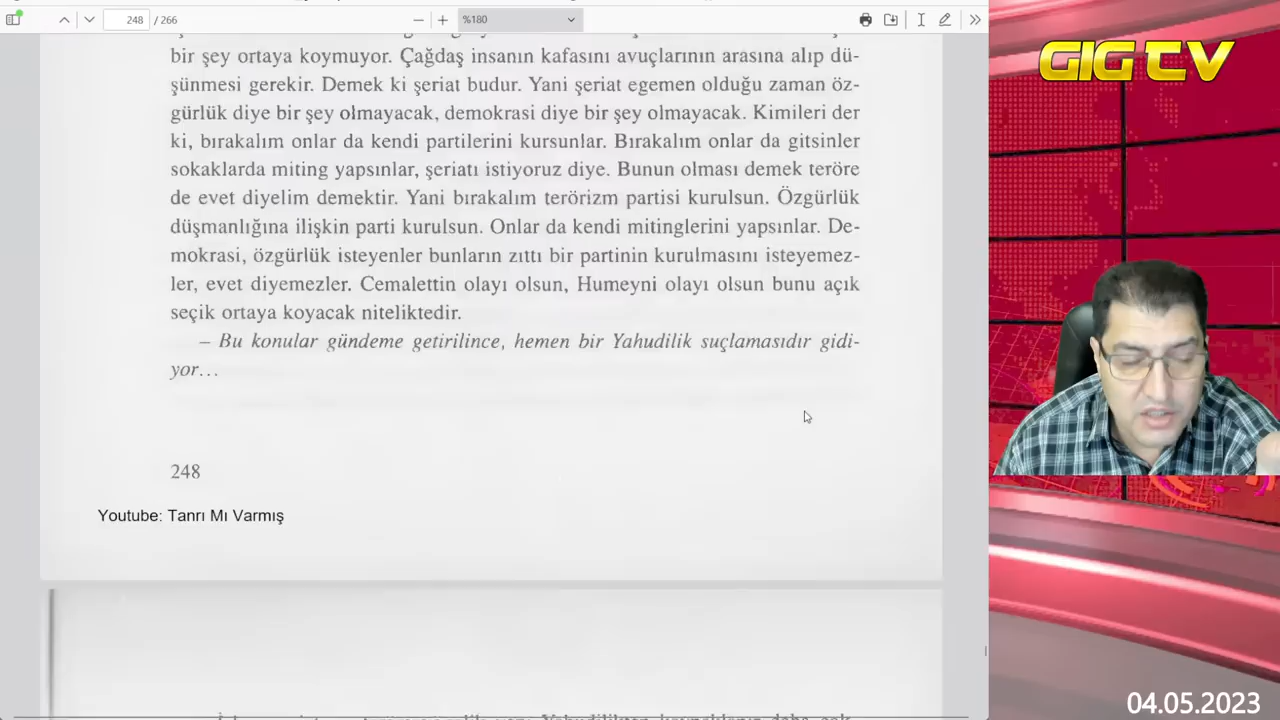 248 / 266
%180
bir şey ortaya koymuyor. Çağdaş insanın kafasını avuçlarının arasına alıp dü-
şünmesi gerekir. Demek ki şeriat budur. Yani şeriat egemen olduğu zaman öz-
gürlük diye bir şey olmayacak, demokrasi diye bir şey olmayacak. Kimileri der
ki, bırakalım onlar da kendi partilerini kursunlar. Bırakalım onlar da gitsinler
sokaklarda miting yapsınlar, şeriatı istiyoruz diye. Bunun olması demek teröre
de evet diyelim demektir. Yani bırakalım terörizm partisi kurulsun. Özgürlük
düşmanlığına ilişkin parti kurulsun. Onlar da kendi mitinglerini yapsınlar. De-
mokrasi, özgürlük isteyenler bunların zıttı bir partinin kurulmasını isteyemez-
ler, evet diyemezler. Cemalettin olayı olsun, Humeyni olayı olsun bunu açık
seçik ortaya koyacak niteliktedir.
– Bu konular gündeme getirilince, hemen bir Yahudilik suçlamasıdır gidi-
yor…
248
Youtube: Tanrı Mı Varmış
GIG TV
04.05.2023